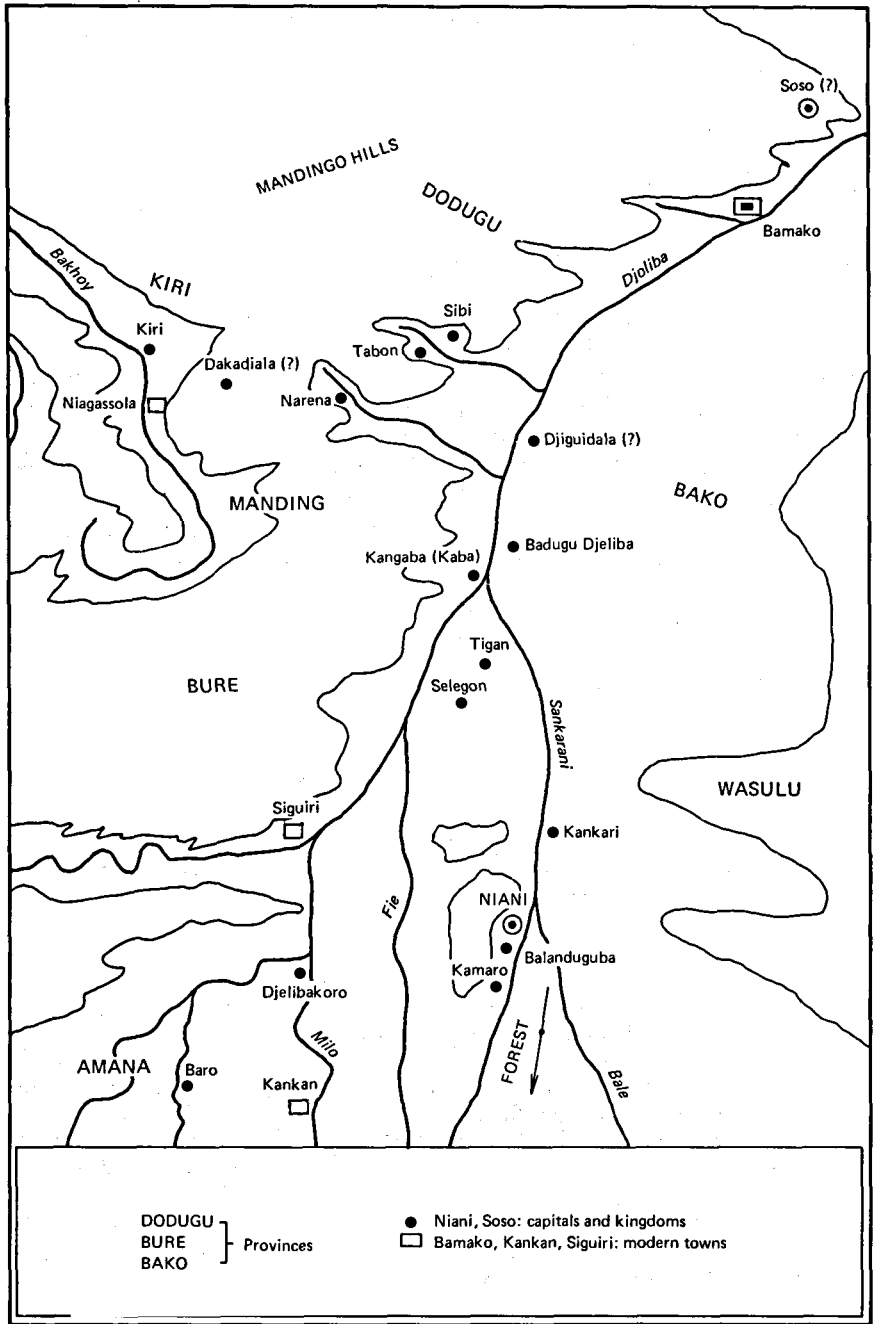 Soso (?)
MANDINGO HILLS
DODUGU
Bamako
Djoliba
Bakhoy
KIRI
Kiri
Sibi
Tabon
Dakadiala (?)
Niagassola
Narena
Djiguidala (?)
BAKO
MANDING
Badugu Djeliba
Kangaba (Kaba)
Tigan
BURE
Selegon
Sankarani
WASULU
Siguiri
Kankari
Fie
NIANI
Balanduguba
Kamaro
Djelibakoro
FOREST
Milo
AMANA
Baro
Kankan
Bale
DODUGU
BURE
BAKO
Provinces
Niani, Soso: capitals and kingdoms
Bamako, Kankan, Siguiri: modern towns